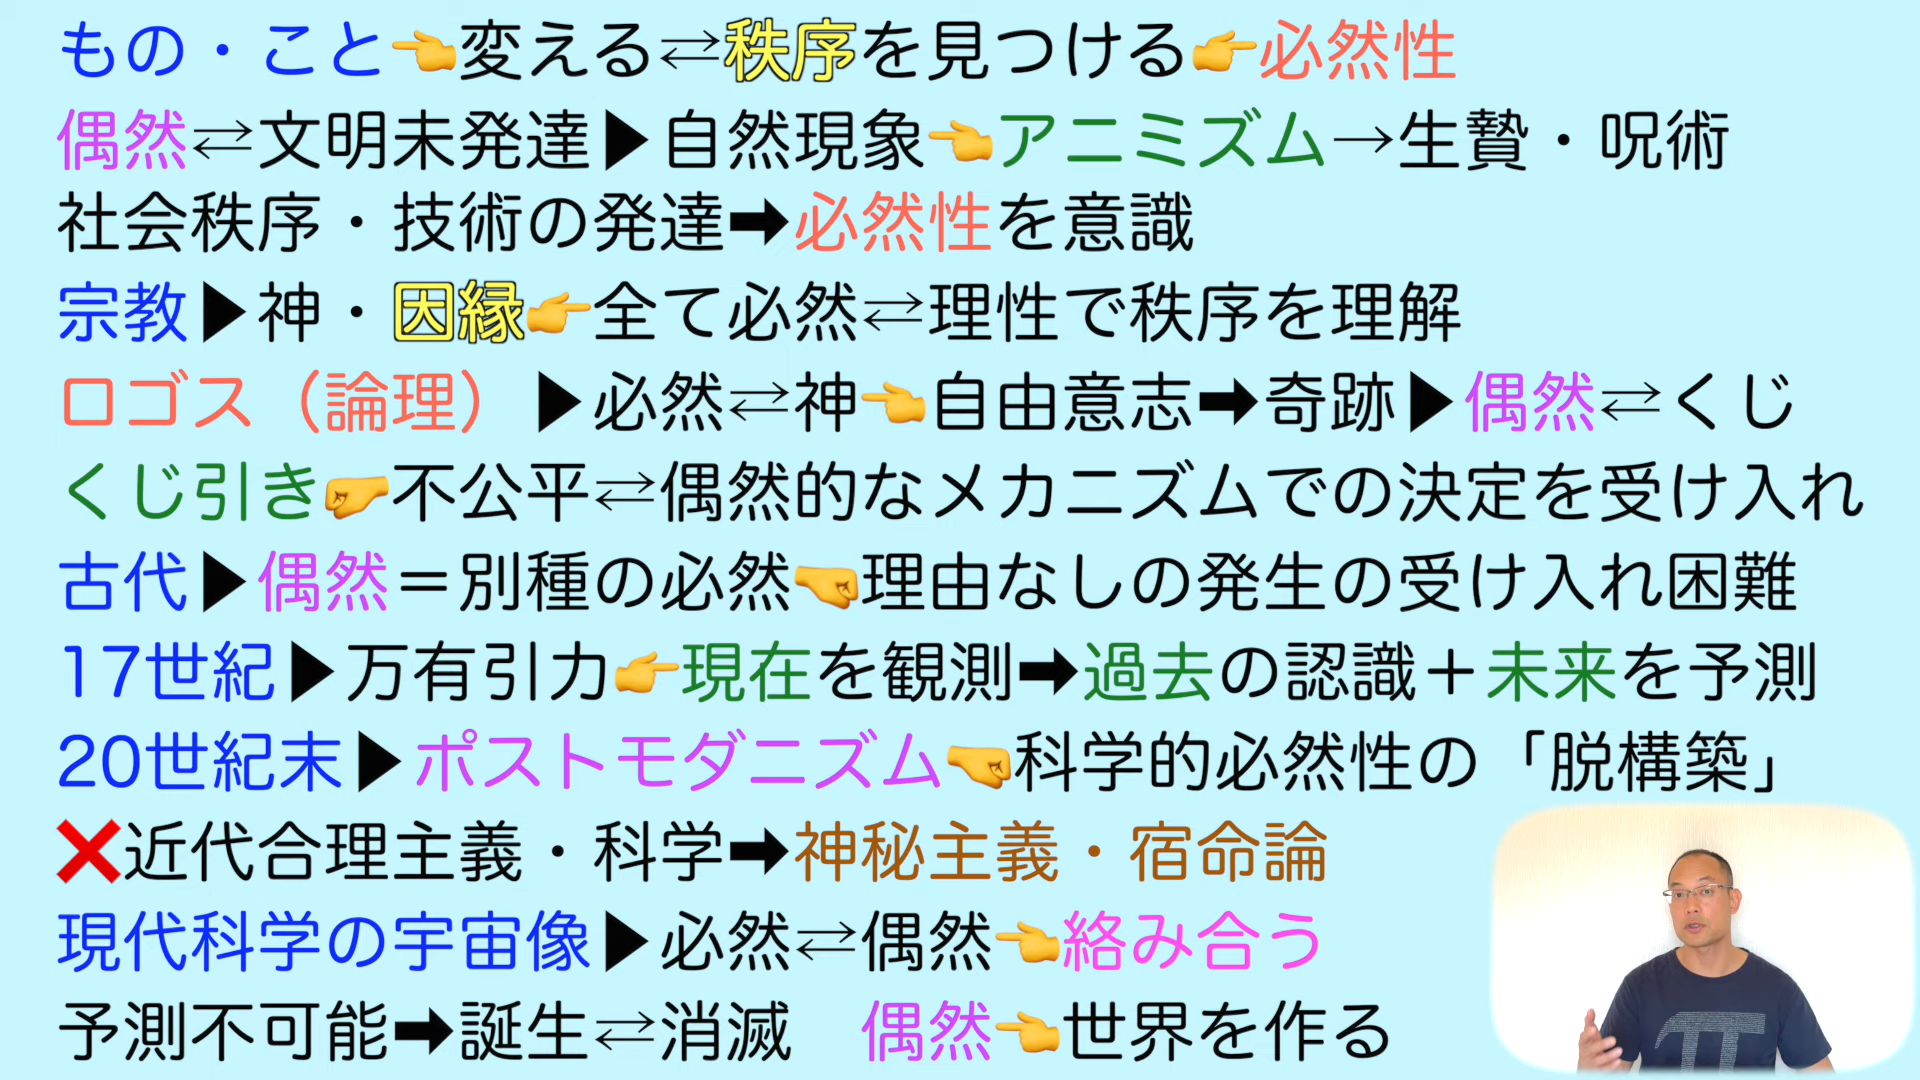 もの・こと👈変える⇄秩序を見つける👉必然性
偶然⇄文明未発達▶自然現象👈アニミズム→生贄・呪術
社会秩序・技術の発達➡必然性を意識
宗教▶神・因縁👉全て必然⇄理性で秩序を理解
ロゴス（論理）▶必然⇄神👈自由意志➡奇跡▶偶然⇄くじ
くじ引き🤛不公平⇄偶然的なメカニズムでの決定を受け入れ
古代▶偶然＝別種の必然🤜理由なしの発生の受け入れ困難
17世紀▶万有引力👉現在を観測➡過去の認識＋未来を予測
20世紀末▶ポストモダニズム🤜科学的必然性の「脱構築」
❌近代合理主義・科学➡神秘主義・宿命論
現代科学の宇宙像▶必然⇄偶然👈絡み合う
予測不可能➡誕生⇄消滅　偶然👈世界を作る